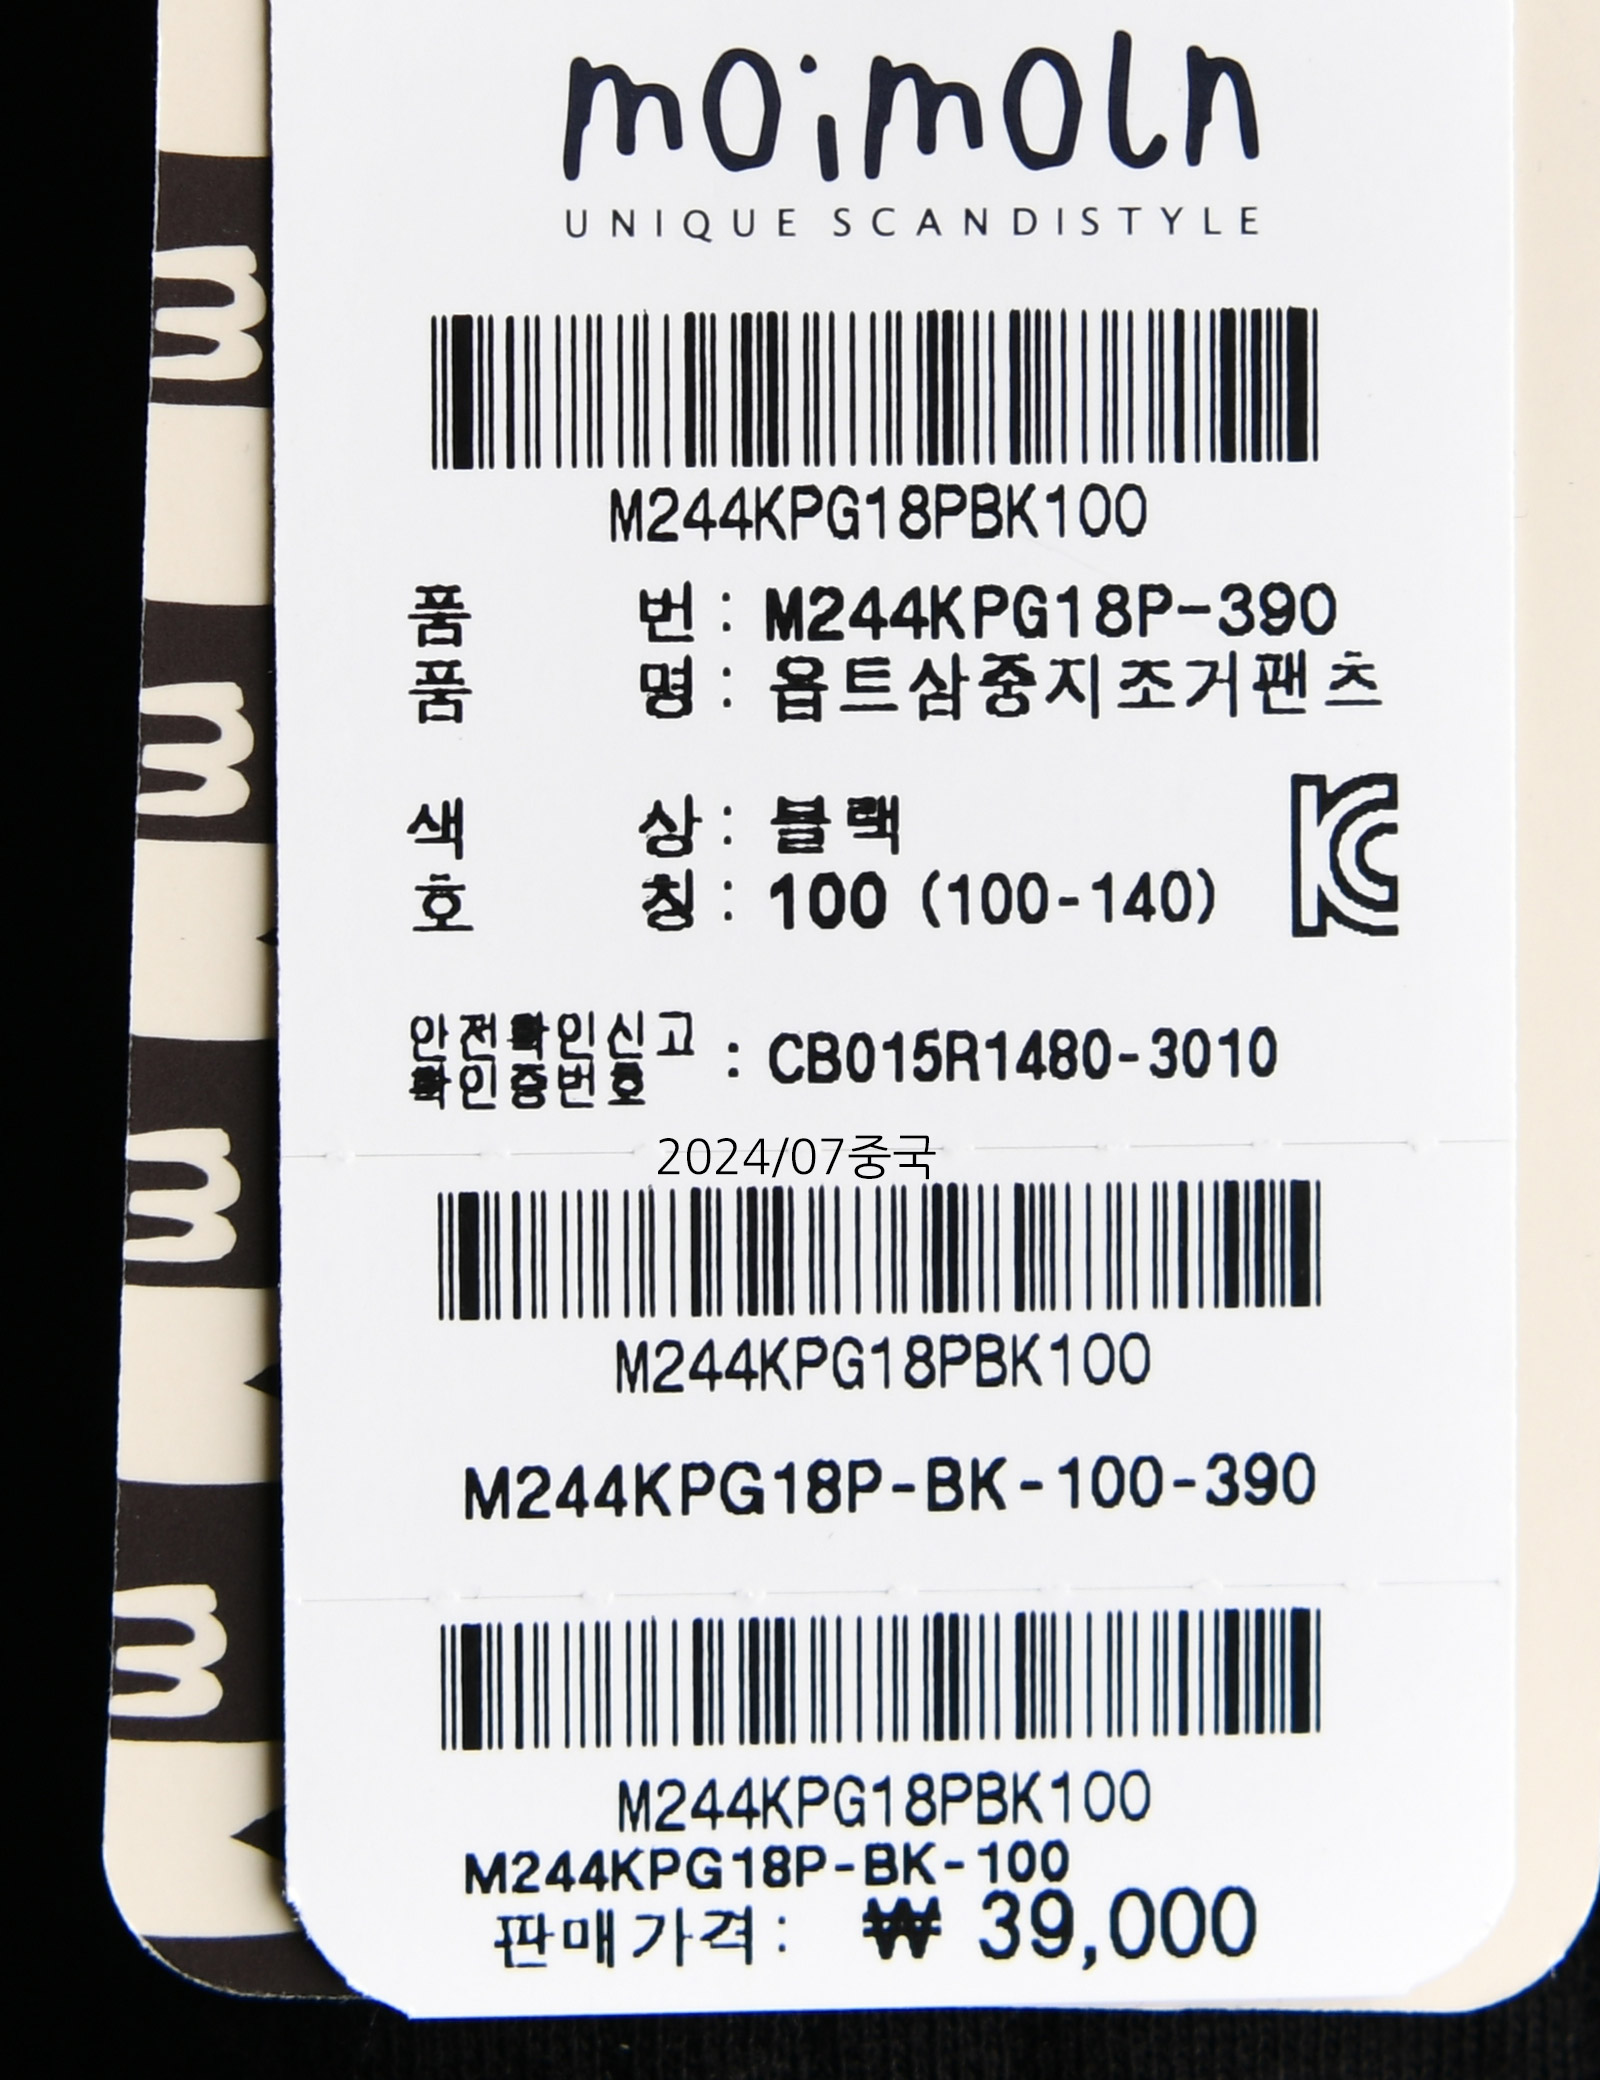 moimoln
UNIQUE SCANDISTYLE
M244KPG18PBK100
품 번 : M244KPG18P-390
품 명 : 욥트삼중지조거팬츠
색 상 : 블랙
호 칭 : 100 (100-140)
KC
안전확인신고
확인증번호 : CB015R1480-3010
2024/07중국
M244KPG18PBK100
M244KPG18P-BK-100-390
M244KPG18PBK100
M244KPG18P-BK-100
판매가격: ₩ 39,000
m
m
m
m